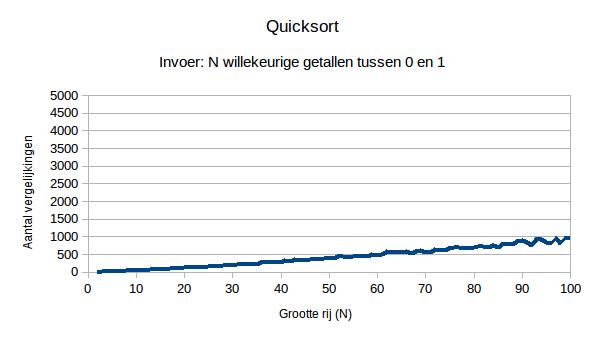 Quicksort
Invoer: N willekeurige getallen tussen 0 en 1
Aantal vergelijkingen
5000
4500
4000
3500
3000
2500
2000
1500
1000
500
0
0 10 20 30 40 50 60 70 80 90 100
Grootte rij (N)